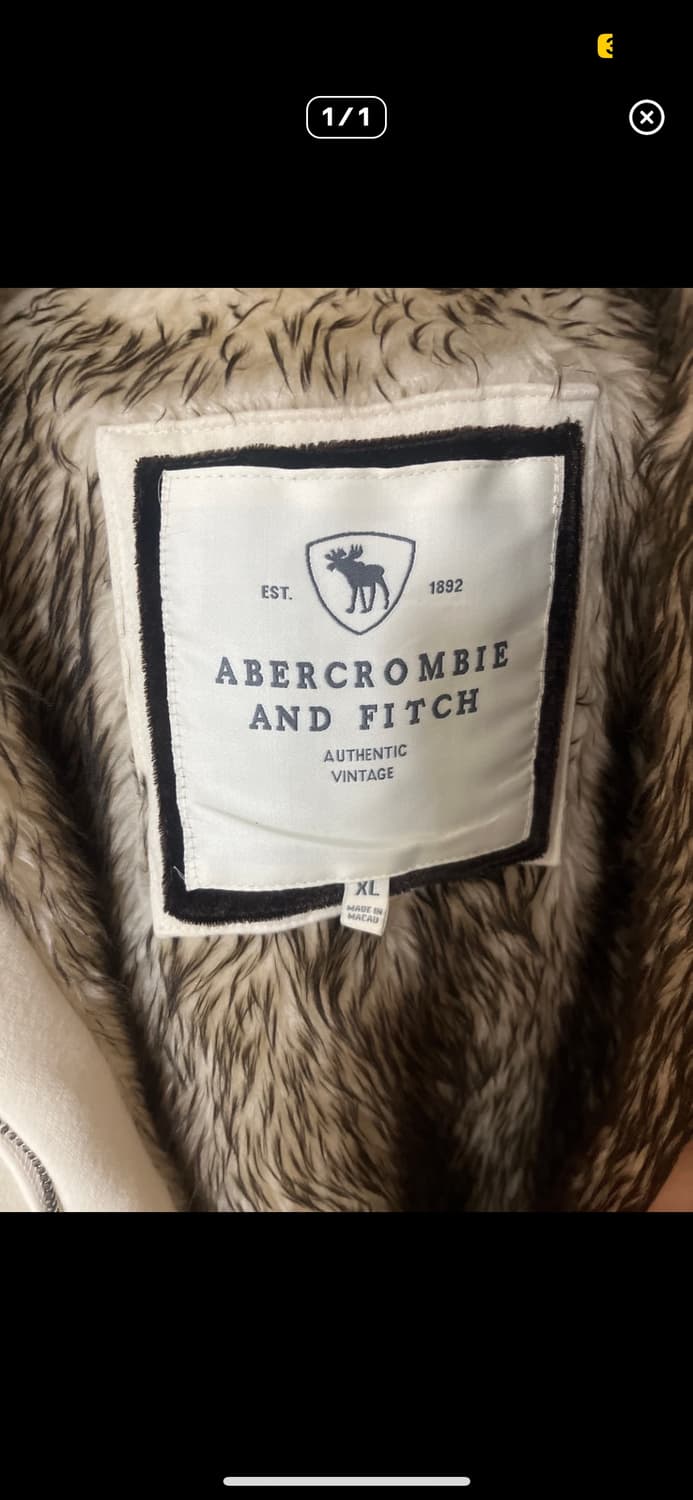 1/1
EST. 1892
ABERCROMBIE
AND FITCH
AUTHENTIC
VINTAGE
XL
MADE IN
MACAU